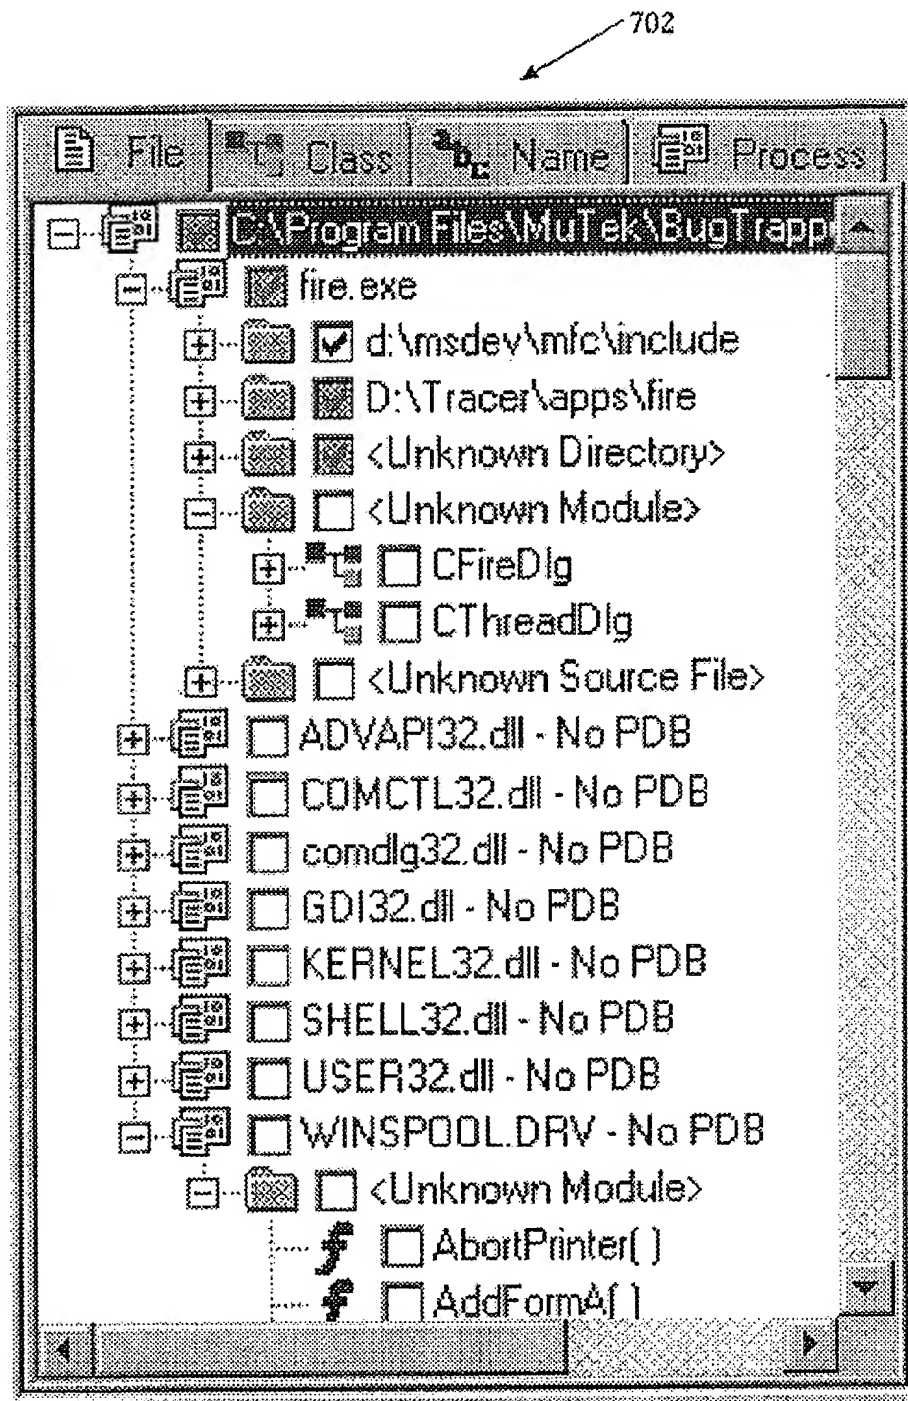 702
File Class Name Process
C:\Program Files\MuTek\BugTrapp
fire.exe
d:\msdev\mfc\include
D:\Tracer\apps\fire
<Unknown Directory>
<Unknown Module>
CFireDlg
CThreadDlg
<Unknown Source File>
ADVAPI32.dll - No PDB
COMCTL32.dll - No PDB
comdlg32.dll - No PDB
GDI32.dll - No PDB
KERNEL32.dll - No PDB
SHELL32.dll - No PDB
USER32.dll - No PDB
WINSPOOL.DRV - No PDB
<Unknown Module>
AbortPrinter( )
AddFormA( )